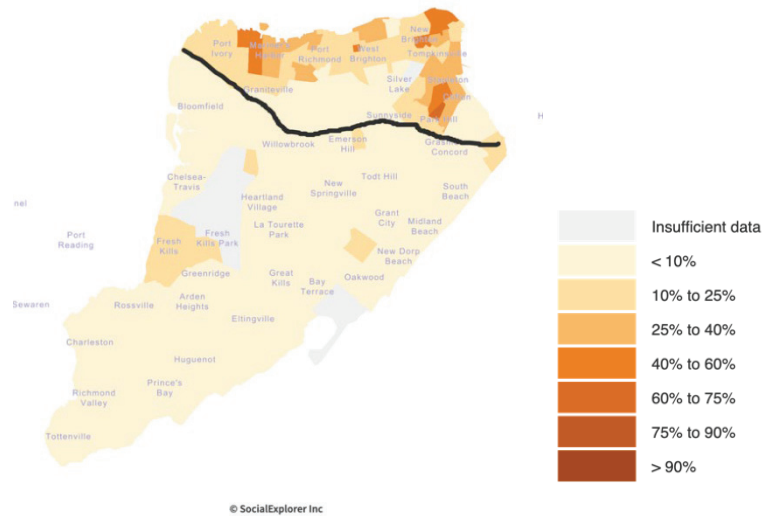 New
Brighton
Port
Ivory
Port
Richmond
West
Brighton
Tompkinsville
Silver
Lake
Graniteville
Bloomfield
Sunnyside
Park Hill
Willowbrook
Emerson
Hill
Concord
Chelsea-
Travis
New
Springville
Todt Hill
South
Beach
Heartland
Village
nel
Port
Reading
Fresh
Kills
Fresh
Kills Park
La Tourette
Park
Grant
City
Midland
Beach
New Dorp
Beach
Greenridge
Great
Kills
Bay
Terrace
Oakwood
Sewaren
Rossville
Arden
Heights
Eltingville
Charleston
Huguenot
Prince's
Bay
Richmond
Valley
Tottenville
H
Insufficient data
< 10%
10% to 25%
25% to 40%
40% to 60%
60% to 75%
75% to 90%
> 90%
© SocialExplorer Inc